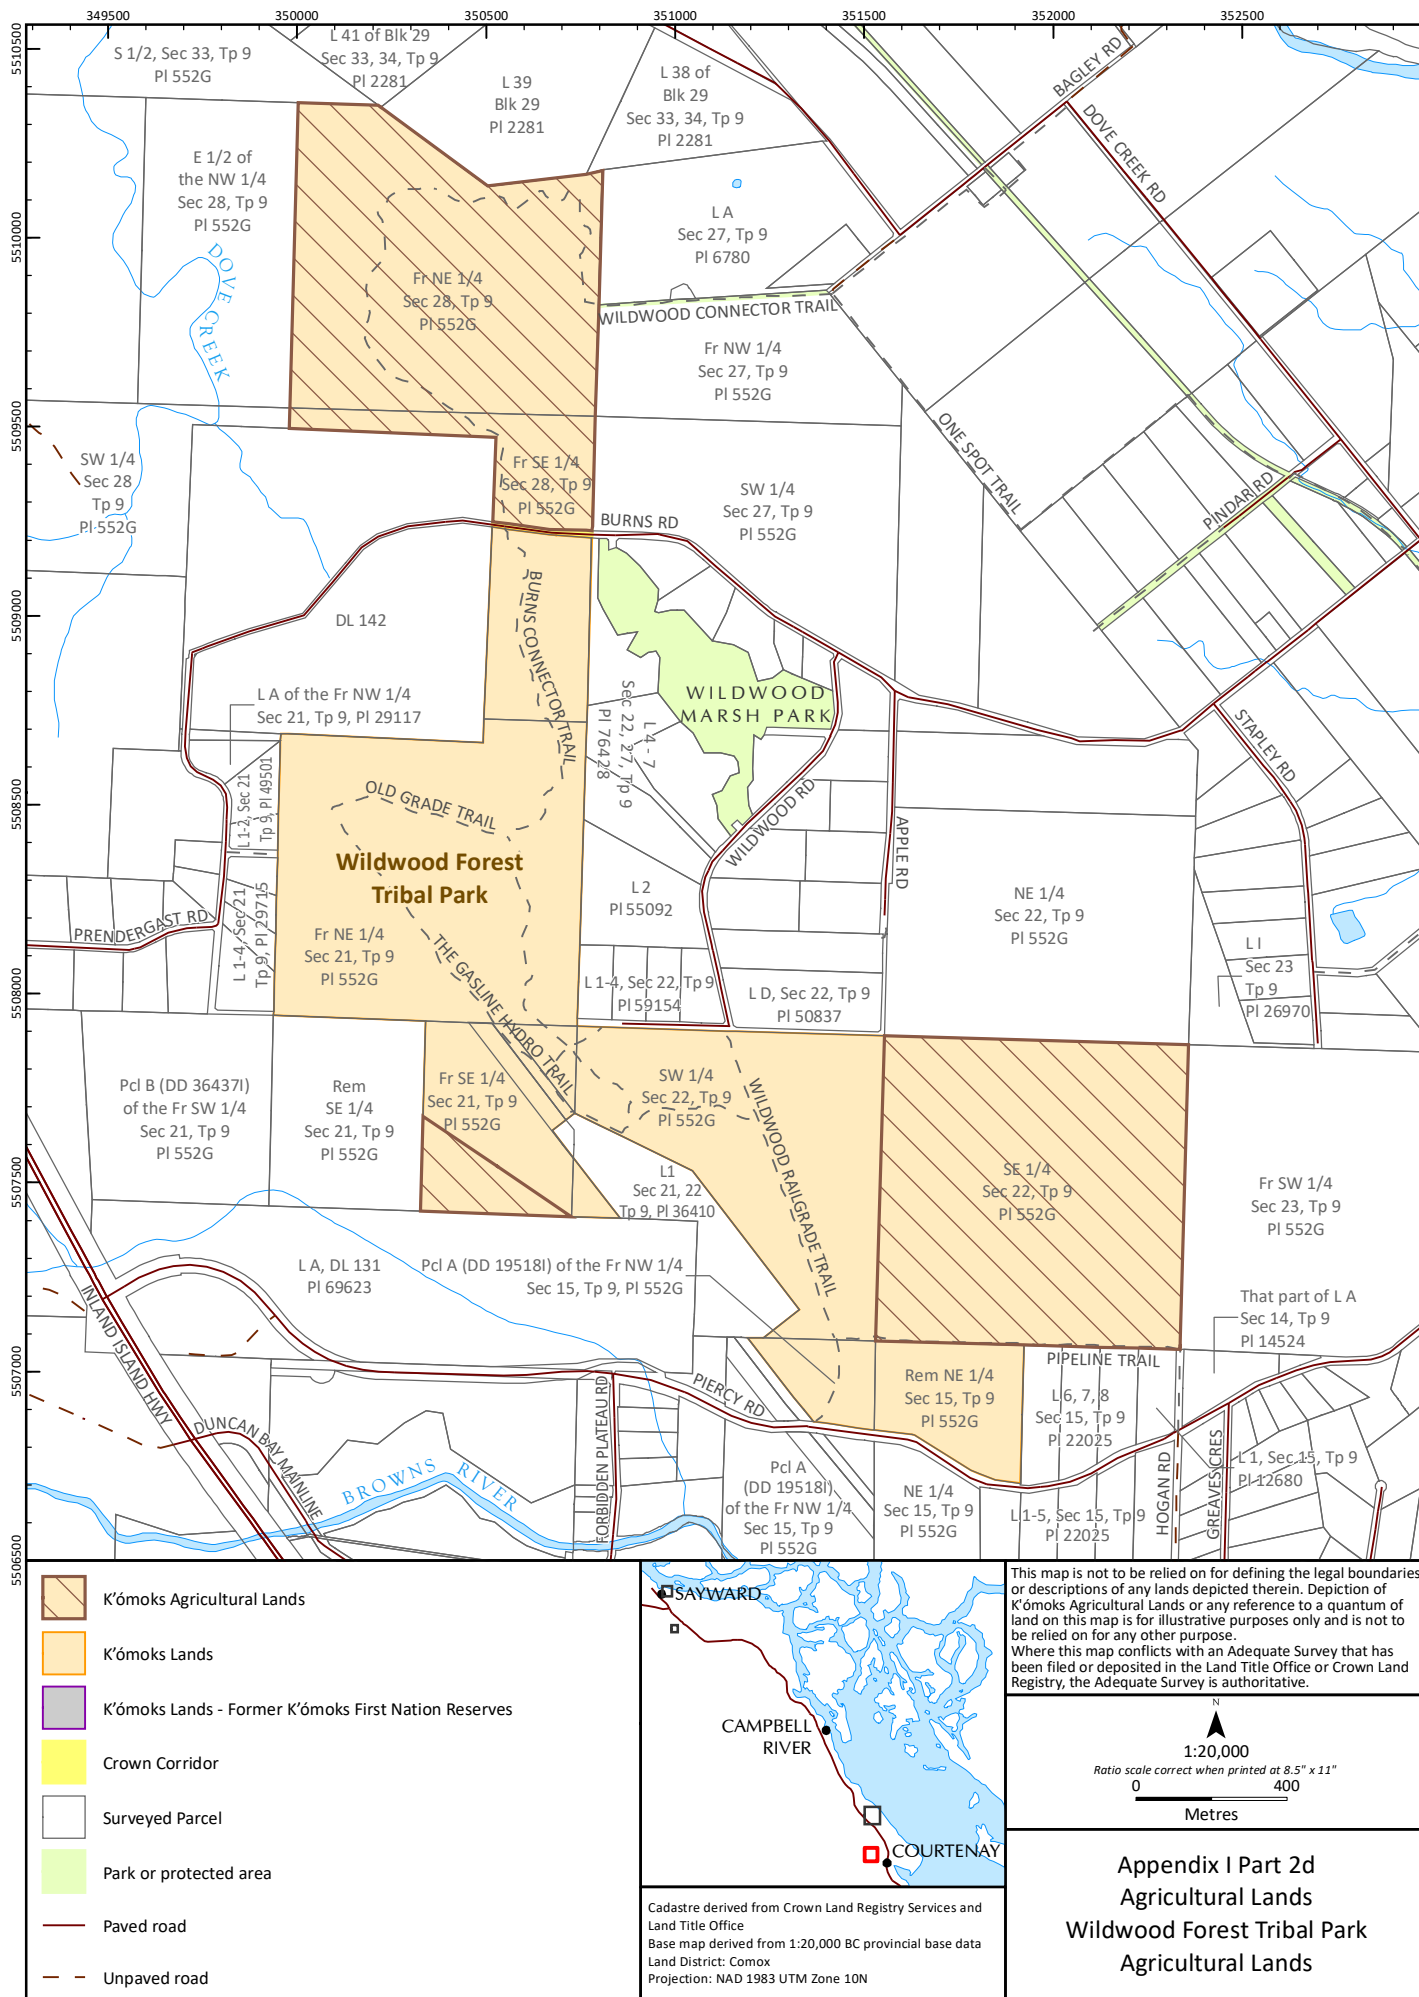 349500
350000
350500
351000
351500
352000
352500
5510500
5510000
5509500
5509000
5508500
5508000
5507500
5507000
5506500
S 1/2, Sec 33, Tp 9
Pl 552G
L 41 of Blk 29
Sec 33, 34, Tp 9
Pl 2281
L 39
Blk 29
Pl 2281
L 38 of
Blk 29
Sec 33, 34, Tp 9
Pl 2281
BAGLEY RD
DOVE CREEK RD
E 1/2 of
the NW 1/4
Sec 28, Tp 9
Pl 552G
DOVE CREEK
L A
Sec 27, Tp 9
Pl 6780
Fr NE 1/4
Sec 28, Tp 9
Pl 552G
WILDWOOD CONNECTOR TRAIL
Fr NW 1/4
Sec 27, Tp 9
Pl 552G
ONE SPOT TRAIL
SW 1/4
Sec 28
Tp 9
Pl 552G
Fr SE 1/4
Sec 28, Tp 9
Pl 552G
SW 1/4
Sec 27, Tp 9
Pl 552G
PINDAR RD
BURNS RD
BURNS CONNECTOR TRAIL
DL 142
L A of the Fr NW 1/4
Sec 21, Tp 9, Pl 29117
WILDWOOD
MARSH PARK
L 4 - 7
Sec 22, 27, Tp 9
Pl 76428
STAPLEY RD
L 1-2, Sec 21
Tp 9, Pl 49501
OLD GRADE TRAIL
WILDWOOD RD
APPLE RD
Wildwood Forest
Tribal Park
L 2
Pl 55092
NE 1/4
Sec 22, Tp 9
Pl 552G
PRENDERGAST RD
L 1-4, Sec 21
Tp 9, Pl 29715
Fr NE 1/4
Sec 21, Tp 9
Pl 552G
THE GASLINE HYDRO TRAIL
L 1-4, Sec 22, Tp 9
Pl 59154
L D, Sec 22, Tp 9
Pl 50837
L I
Sec 23
Tp 9
Pl 26970
Pcl B (DD 36437I)
of the Fr SW 1/4
Sec 21, Tp 9
Pl 552G
Rem
SE 1/4
Sec 21, Tp 9
Pl 552G
Fr SE 1/4
Sec 21, Tp 9
Pl 552G
SW 1/4
Sec 22, Tp 9
Pl 552G
WILDWOOD RAILGRADE TRAIL
SE 1/4
Sec 22, Tp 9
Pl 552G
Fr SW 1/4
Sec 23, Tp 9
Pl 552G
L1
Sec 21, 22
Tp 9, Pl 36410
L A, DL 131
Pl 69623
Pcl A (DD 19518I) of the Fr NW 1/4
Sec 15, Tp 9, Pl 552G
That part of L A
Sec 14, Tp 9
Pl 14524
INLAND ISLAND HWY
PIPELINE TRAIL
Rem NE 1/4
Sec 15, Tp 9
Pl 552G
L 6, 7, 8
Sec 15, Tp 9
Pl 22025
PIERCY RD
FORBIDDEN PLATEAU RD
DUNCAN BAY MAINLINE
BROWNS RIVER
Pcl A
(DD 19518I)
of the Fr NW 1/4
Sec 15, Tp 9
Pl 552G
NE 1/4
Sec 15, Tp 9
Pl 552G
L 1-5, Sec 15, Tp 9
Pl 22025
HOGAN RD
GREAVES CRES
L 1, Sec 15, Tp 9
Pl 12680
K'ómoks Agricultural Lands
K'ómoks Lands
K'ómoks Lands - Former K'ómoks First Nation Reserves
Crown Corridor
Surveyed Parcel
Park or protected area
Paved road
Unpaved road
SAYWARD
CAMPBELL
RIVER
COURTENAY
Cadastre derived from Crown Land Registry Services and
Land Title Office
Base map derived from 1:20,000 BC provincial base data
Land District: Comox
Projection: NAD 1983 UTM Zone 10N
This map is not to be relied on for defining the legal boundaries
or descriptions of any lands depicted therein. Depiction of
K'ómoks Agricultural Lands or any reference to a quantum of
land on this map is for illustrative purposes only and is not to
be relied on for any other purpose.
Where this map conflicts with an Adequate Survey that has
been filed or deposited in the Land Title Office or Crown Land
Registry, the Adequate Survey is authoritative.
N
1:20,000
Ratio scale correct when printed at 8.5" x 11"
0 400
Metres
Appendix I Part 2d
Agricultural Lands
Wildwood Forest Tribal Park
Agricultural Lands